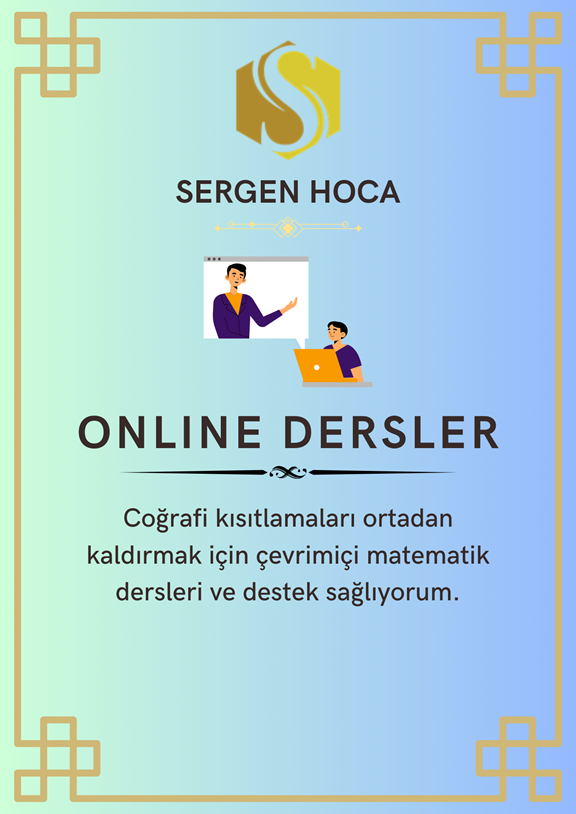 SERGEN HOCA
ONLINE DERSLER
Coğrafi kısıtlamaları ortadan
kaldırmak için çevrimiçi matematik
dersleri ve destek sağlıyorum.